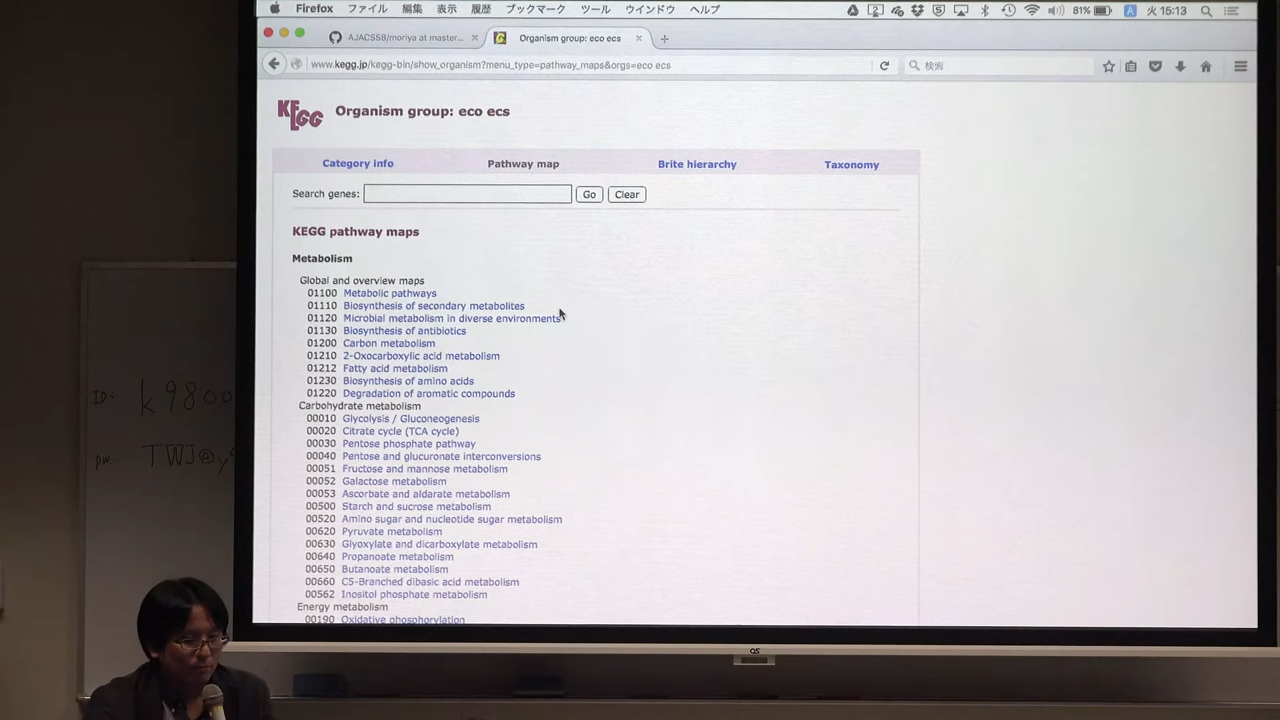 Firefox ファイル 編集 表示 履歴 ブックマーク ツール ウインドウ ヘルプ 81% A 火 15:13
AJACS58/moriya at master... Organism group: eco ecs
www.kegg.jp/kegg-bin/show_organism?menu_type=pathway_maps&orgs=eco ecs 検索
KEGG Organism group: eco ecs
Category info Pathway map Brite hierarchy Taxonomy
Search genes: Go Clear
KEGG pathway maps
Metabolism
Global and overview maps
01100 Metabolic pathways
01110 Biosynthesis of secondary metabolites
01120 Microbial metabolism in diverse environments
01130 Biosynthesis of antibiotics
01200 Carbon metabolism
01210 2-Oxocarboxylic acid metabolism
01212 Fatty acid metabolism
01230 Biosynthesis of amino acids
01220 Degradation of aromatic compounds
Carbohydrate metabolism
00010 Glycolysis / Gluconeogenesis
00020 Citrate cycle (TCA cycle)
00030 Pentose phosphate pathway
00040 Pentose and glucuronate interconversions
00051 Fructose and mannose metabolism
00052 Galactose metabolism
00053 Ascorbate and aldarate metabolism
00500 Starch and sucrose metabolism
00520 Amino sugar and nucleotide sugar metabolism
00620 Pyruvate metabolism
00630 Glyoxylate and dicarboxylate metabolism
00640 Propanoate metabolism
00650 Butanoate metabolism
00660 C5-Branched dibasic acid metabolism
00562 Inositol phosphate metabolism
Energy metabolism
00190 Oxidative phosphorylation
ID: k9800
pw. TWJ@y
OS